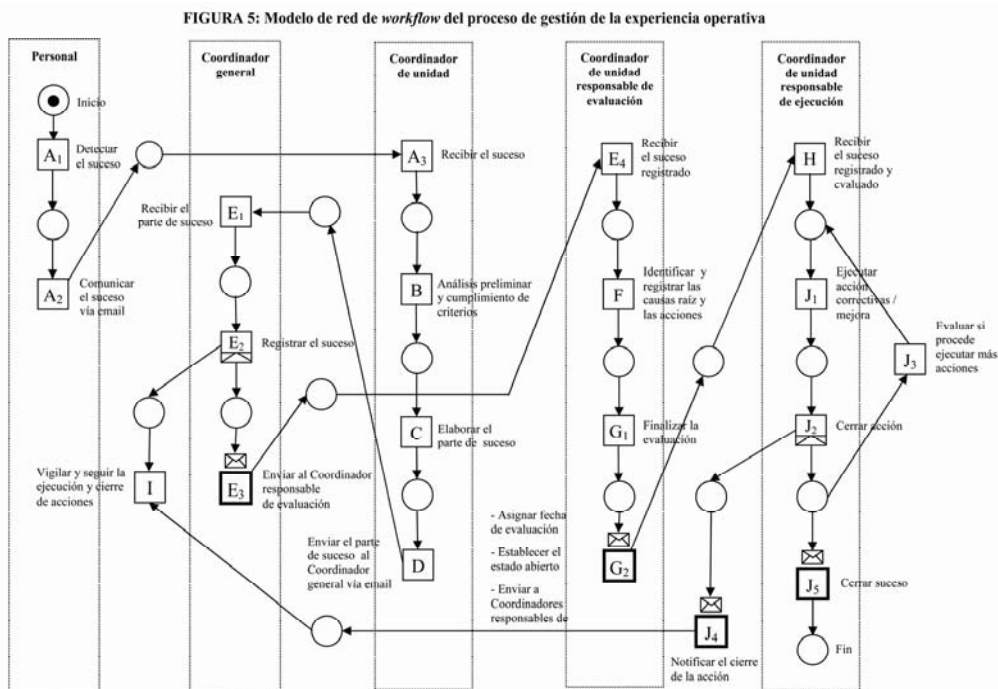 FIGURA 5: Modelo de red de workflow del proceso de gestión de la experiencia operativa
Personal
Inicio
A1
Detectar
el suceso
A2
Comunicar
el suceso
vía email
Coordinador
general
Recibir el
parte de suceso
E1
E2
Registrar el suceso
E3
Enviar al Coordinador
responsable
de evaluación
Vigilar y seguir la
ejecución y cierre
de acciones
I
Coordinador
de unidad
A3
Recibir el suceso
B
Análisis preliminar
y cumplimiento de
criterios
C
Elaborar el
parte de suceso
D
Enviar el parte
de suceso al
Coordinador
general vía email
Coordinador
de unidad
responsable de
evaluación
E4
Recibir
el suceso
registrado
F
Identificar y
registrar las
causas raíz y
las acciones
G1
Finalizar la
evaluación
G2
- Asignar fecha
de evaluación
- Establecer el
estado abierto
- Enviar a
Coordinadores
responsables de
Coordinador
de unidad
responsable
de ejecución
H
Recibir
el suceso
registrado y
evaluado
J1
Ejecutar
acción
correctivas /
mejora
J2
Cerrar acción
J3
Evaluar si
procede
ejecutar más
acciones
J4
Notificar el cierre
de la acción
J5
Cerrar suceso
Fin